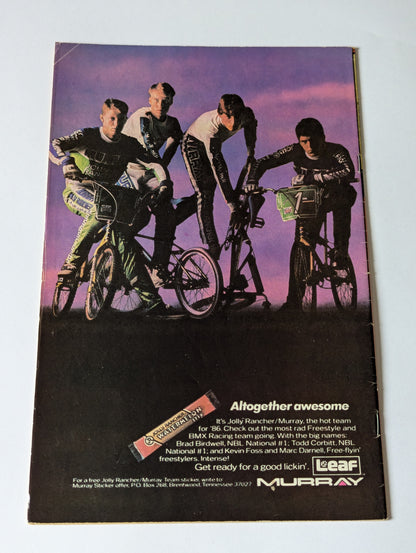 Altogether awesome
It's Jolly Rancher/Murray, the hot team
for '86. Check out the most rad Freestyle and
BMX Racing team going. With the big names:
Brad Birdwell, NBL National #1; Todd Corbitt, NBL
National #1; and Kevin Foss and Marc Darnell, Free-flyin'
freestylers. Intense!
Get ready for a good lickin'.
Leaf
MURRAY
JOLLY RANCHER
WATERMELON
For a free Jolly Rancher/Murray Team sticker, write to
Murray Sticker offer, P.O. Box 268, Brentwood, Tennessee 37027
1